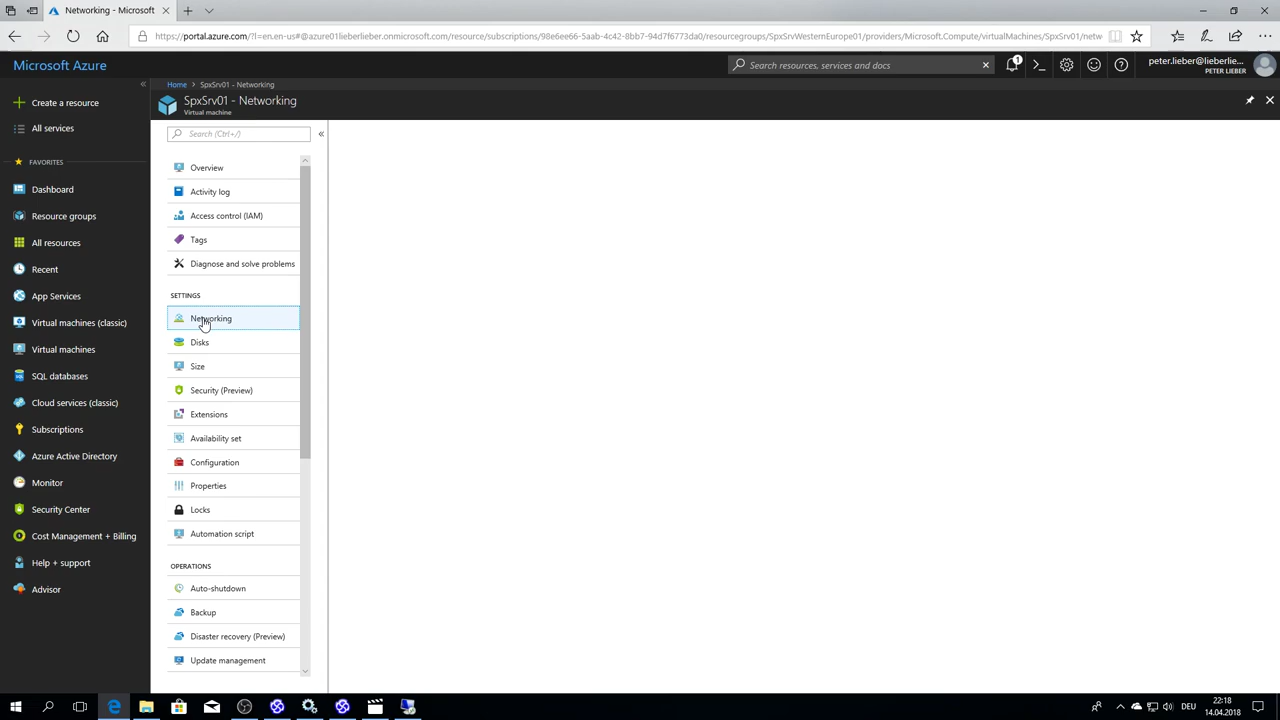 Networking - Microsoft
https://portal.azure.com/?l=en.en-us#@azure01lieberlieber.onmicrosoft.com/resource/subscriptions/98e6ee66-5aab-4c42-8bb7-94d7f6773da0/resourcegroups/SpxSrvWesternEurope01/providers/Microsoft.Compute/virtualMachines/SpxSrv01/netw
Microsoft Azure
Search resources, services and docs
1
peter.lieber@lieberlie...
PETER LIEBER
Home > SpxSrv01 - Networking
SpxSrv01 - Networking
Virtual machine
Create a resource
All services
FAVORITES
Dashboard
Resource groups
All resources
Recent
App Services
Virtual machines (classic)
Virtual machines
SQL databases
Cloud services (classic)
Subscriptions
Azure Active Directory
Monitor
Security Center
Cost Management + Billing
Help + support
Advisor
Search (Ctrl+/)
Overview
Activity log
Access control (IAM)
Tags
Diagnose and solve problems
SETTINGS
Networking
Disks
Size
Security (Preview)
Extensions
Availability set
Configuration
Properties
Locks
Automation script
OPERATIONS
Auto-shutdown
Backup
Disaster recovery (Preview)
Update management
DEU
22:18
14.04.2018